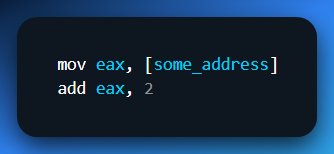 mov eax, [some_address]
add eax, 2